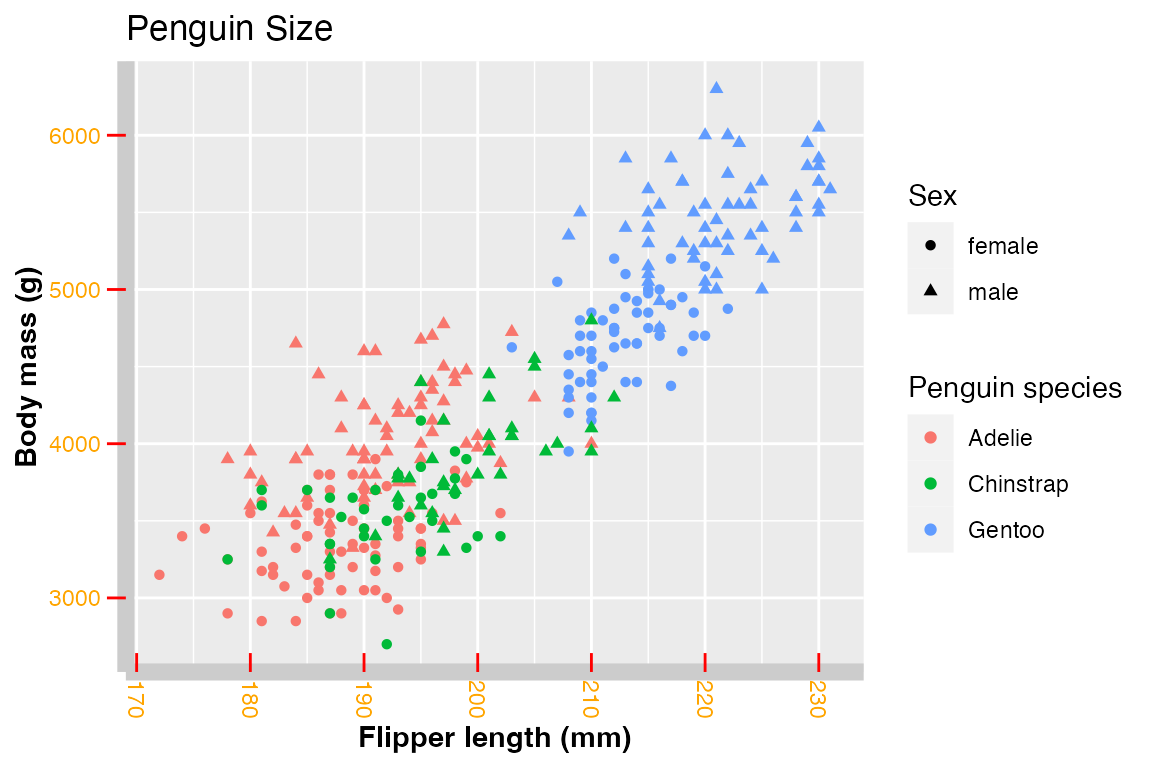 Penguin Size
6000
5000
4000
3000
Body mass (g)
170
180
190
200
210
220
230
Flipper length (mm)
Sex
female
male
Penguin species
Adelie
Chinstrap
Gentoo